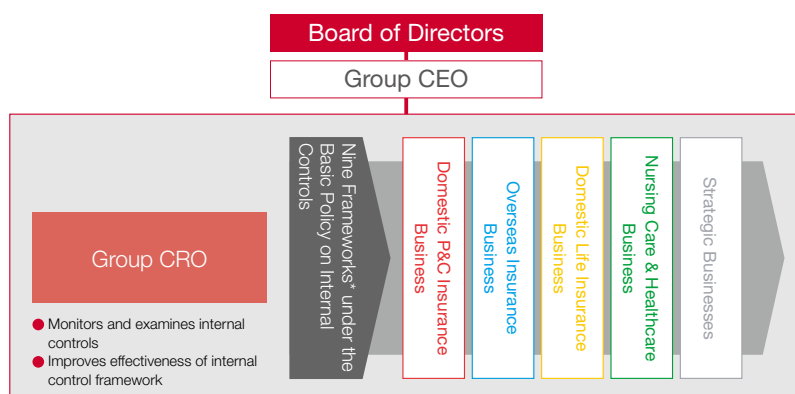 Board of Directors
Group CEO
Group CRO
● Monitors and examines internal
controls
● Improves effectiveness of internal
control framework
Nine Frameworks* under the
Basic Policy on Internal
Controls
Domestic P&C Insurance
Business
Overseas Insurance
Business
Domestic Life Insurance
Business
Nursing Care & Healthcare
Business
Strategic Businesses